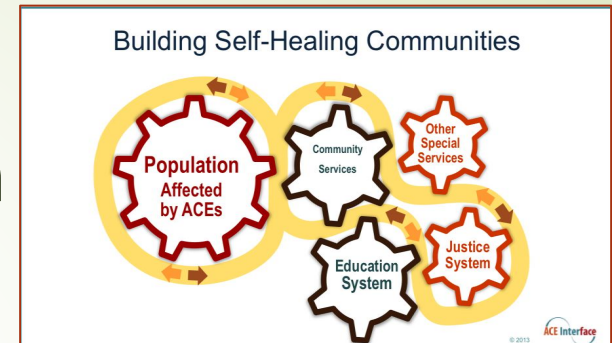 Building Self-Healing Communities
Population
Affected
by ACEs
Community
Services
Other
Special
Services
Education
System
Justice
System
© 2013
ACE Interface